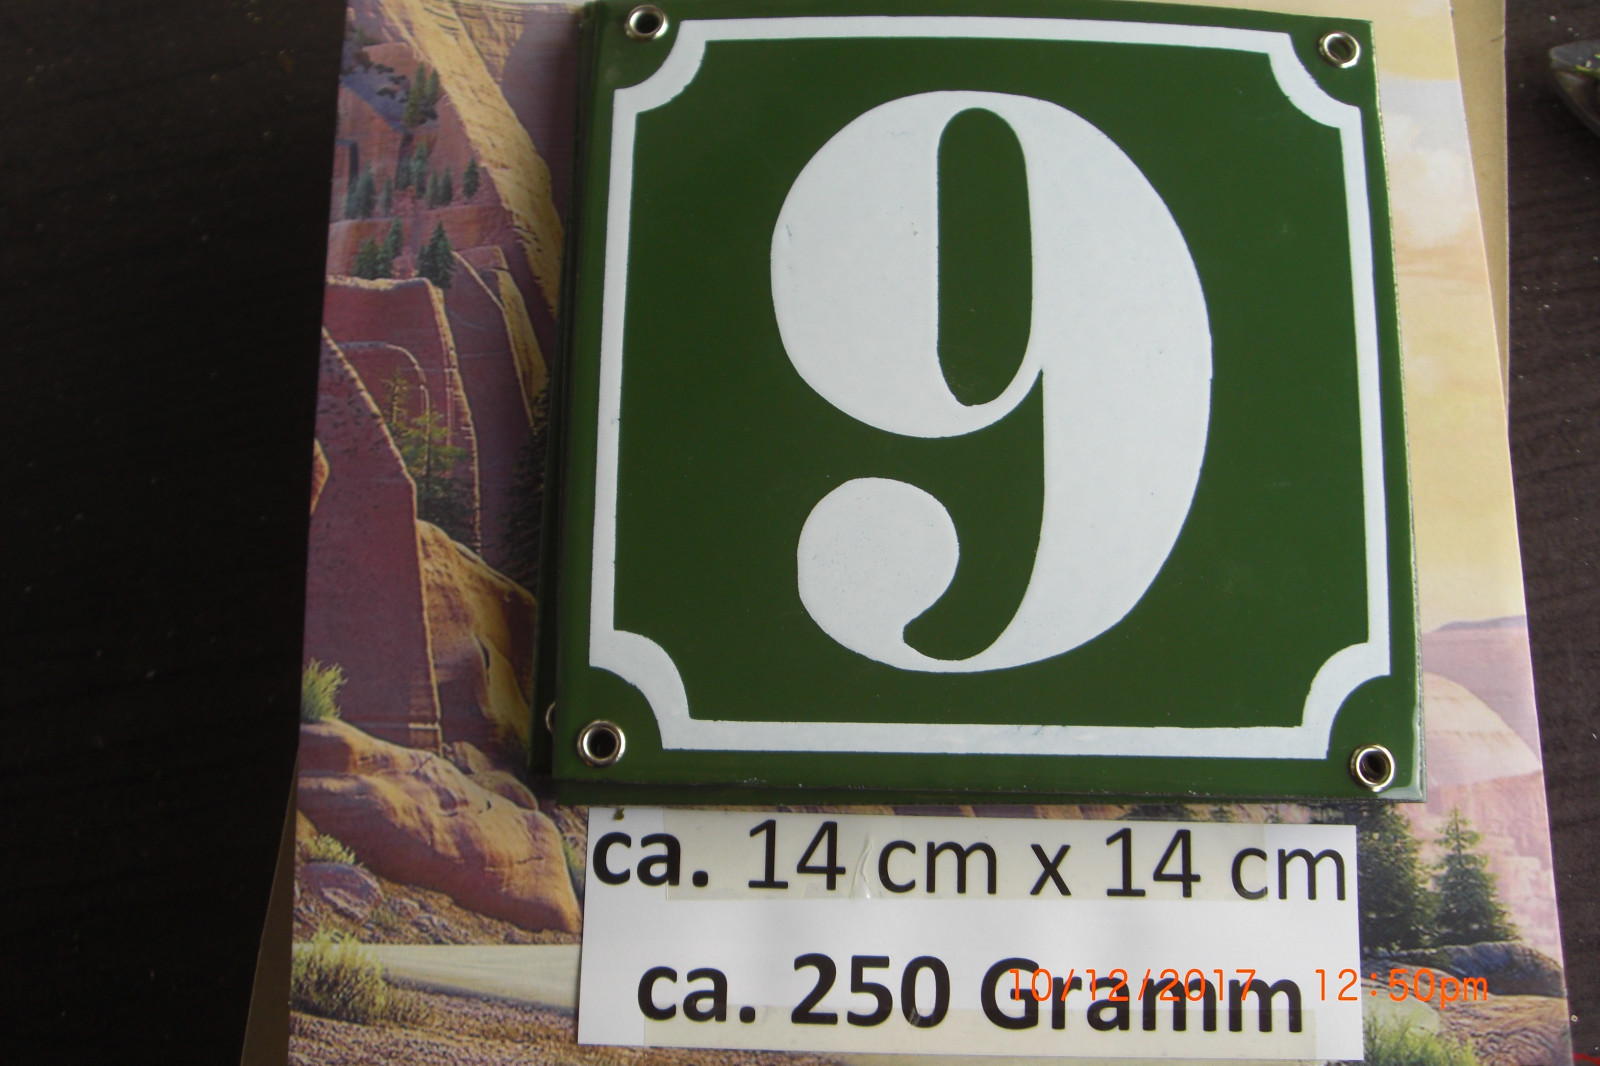 9
ca. 14 cm x 14 cm
ca. 250 Gramm
10/12/2017 12:50pm